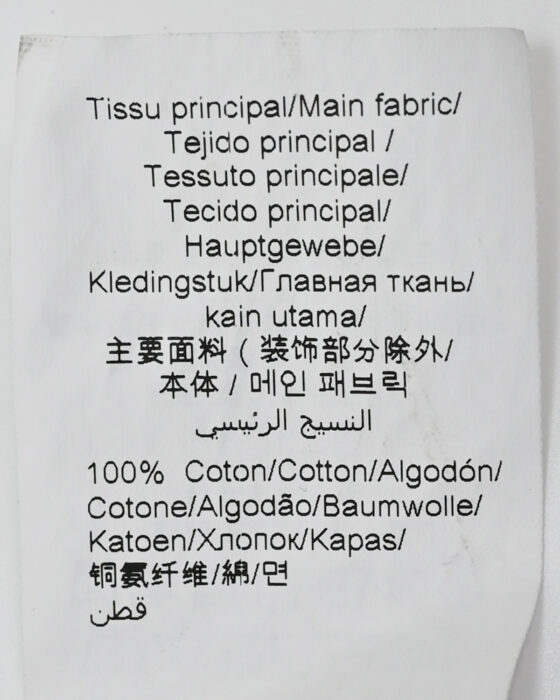 Tissu principal/Main fabric/
Tejido principal /
Tessuto principale/
Tecido principal/
Hauptgewebe/
Kledingstuk/Главная ткань/
kain utama/
主要面料 ( 装饰部分除外/
本体 / 메인 패브릭
النسيج الرئيسي
100% Coton/Cotton/Algodón/
Cotone/Algodão/Baumwolle/
Katoen/Хлопок/Kapas/
铜氨纤维/綿/면
قطن